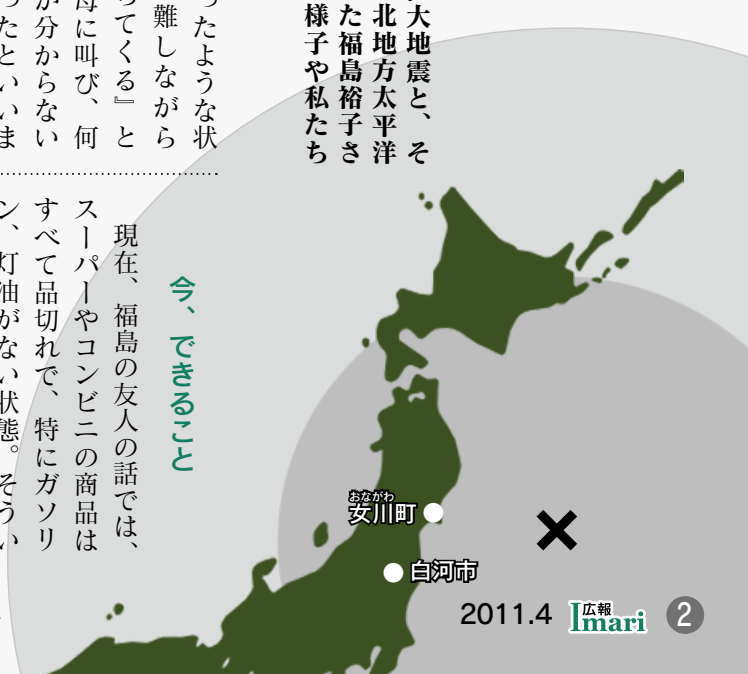 大地震と、そ
北地方太平洋
た福島裕子さ
様子や私たち
ったような状
難しながら
ってくる』と
母に叫び、何
が分からない
ったといいま
今、できること
現在、福島の友人の話では、
スーパーやコンビニの商品は
すべて品切れで、特にガソリ
ン、灯油がない状態。そうい
おながわ
女川町
白河市
2011.4
広報
Imari
2